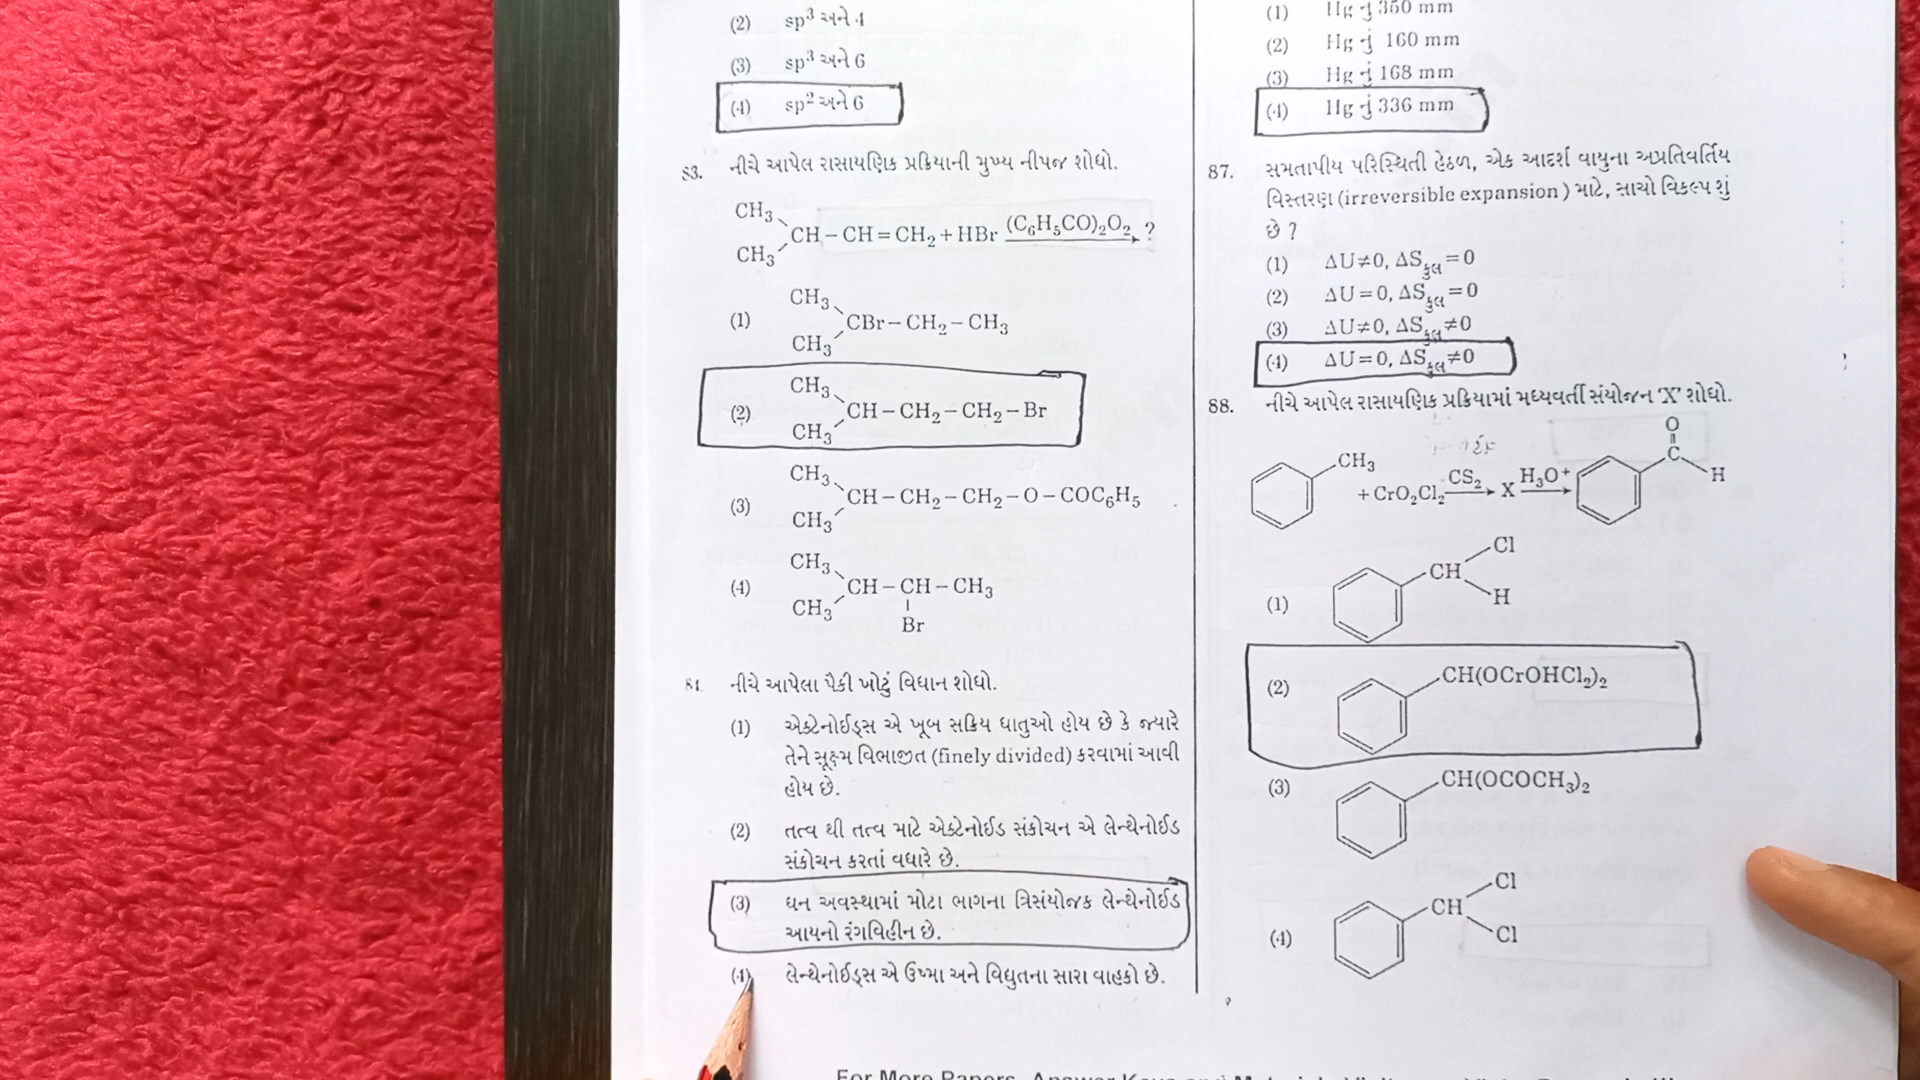 (2) sp³ અને 4
(3) sp³ અને 6
(4) sp² અને 6
83. નીચે આપેલ રાસાયણિક પ્રક્રિયાની મુખ્ય નીપજ શોધો.
CH₃
CH – CH = CH₂ + HBr (C₆H₅CO)₂O₂ ?
CH₃
CH₃
(1) CBr – CH₂ – CH₃
CH₃
CH₃
(2) CH – CH₂ – CH₂ – Br
CH₃
CH₃
(3) CH – CH₂ – CH₂ – O – COC₆H₅
CH₃
CH₃
(4) CH – CH – CH₃
CH₃
Br
84. નીચે આપેલા પૈકી ખોટું વિધાન શોધો.
(1) એક્ટેનોઈડ્સ એ ખૂબ સક્રિય ધાતુઓ હોય છે કે જ્યારે
તેને સૂક્ષ્મ વિભાજીત (finely divided) કરવામાં આવી
હોય છે.
(2) તત્વ થી તત્વ માટે એક્ટેનોઈડ સંકોચન એ લેન્થેનોઈડ
સંકોચન કરતાં વધારે છે.
(3) ઘન અવસ્થામાં મોટા ભાગના ત્રિસંયોજક લેન્થેનોઈડ
આયનો રંગવિહીન છે.
(4) લેન્થેનોઈડ્સ એ ઉષ્મા અને વિદ્યુતના સારા વાહકો છે.
(1) Hg નું 350 mm
(2) Hg નું 160 mm
(3) Hg નું 168 mm
(4) Hg નું 336 mm
87. સમતાપીય પરિસ્થિતી હેઠળ, એક આદર્શ વાયુના અપ્રતિવર્તિય
વિસ્તરણ (irreversible expansion) માટે, સાચો વિકલ્પ શું
છે ?
(1) ΔU ≠ 0, ΔSકુલ = 0
(2) ΔU = 0, ΔSકુલ = 0
(3) ΔU ≠ 0, ΔSકુલ ≠ 0
(4) ΔU = 0, ΔSકુલ ≠ 0
88. નીચે આપેલ રાસાયણિક પ્રક્રિયામાં મધ્યવર્તી સંયોજન 'X' શોધો.
O
CH₃ C
H
+ CrO₂Cl₂ CS₂ X H₃O⁺
Cl
CH
(1) H
(2) CH(OCrOHCl₂)₂
(3) CH(OCOCH₃)₂
Cl
CH
(4) Cl